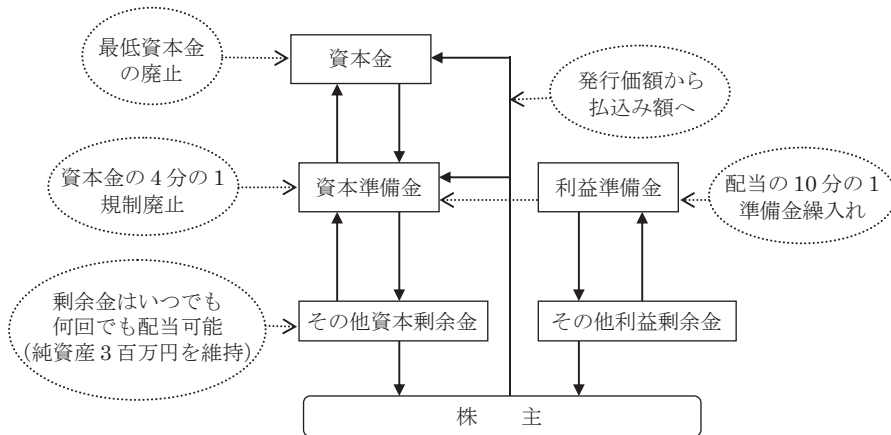 最低資本金
の廃止
資本金
発行価額から
払込み額へ
資本金の4分の1
規制廃止
資本準備金
利益準備金
配当の10分の1
準備金繰入れ
剰余金はいつでも
何回でも配当可能
(純資産3百万円を維持)
その他資本剰余金
その他利益剰余金
株　主